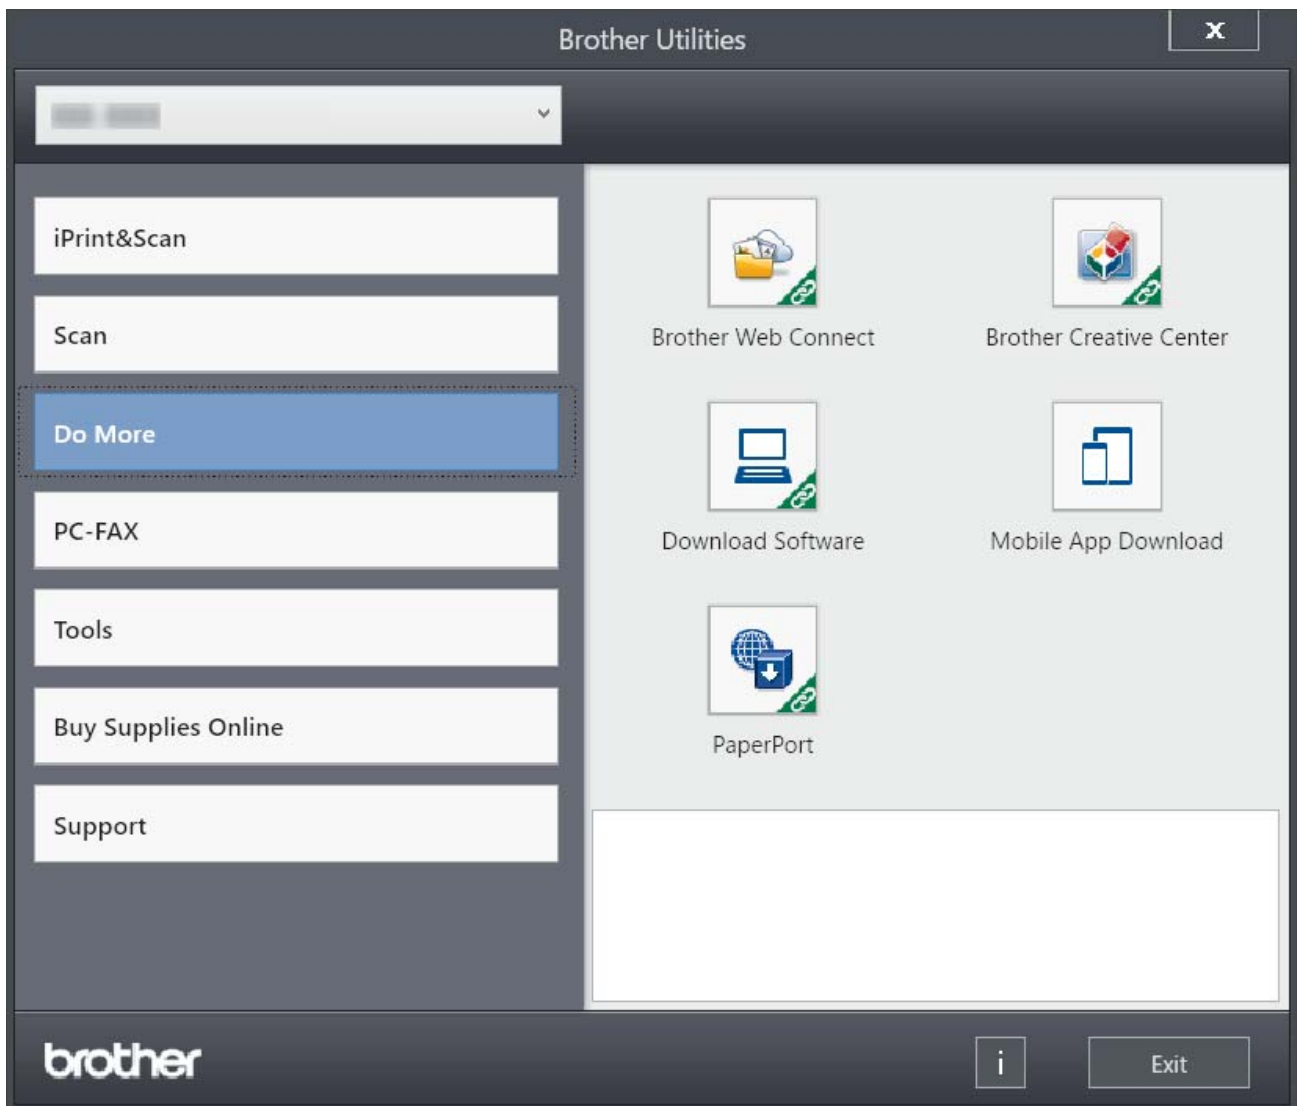 Brother Utilities
X
iPrint&Scan
Scan
Do More
PC-FAX
Tools
Buy Supplies Online
Support
Brother Web Connect
Brother Creative Center
Download Software
Mobile App Download
PaperPort
brother
i
Exit